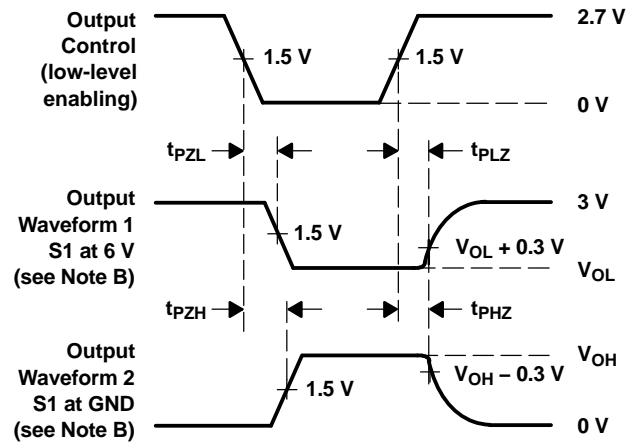 Output
Control
(low-level
enabling)
2.7 V
1.5 V
1.5 V
0 V
tPZL
tPLZ
Output
Waveform 1
S1 at 6 V
(see Note B)
3 V
1.5 V
VOL + 0.3 V
VOL
tPZH
tPHZ
Output
Waveform 2
S1 at GND
(see Note B)
VOH
1.5 V
VOH − 0.3 V
0 V